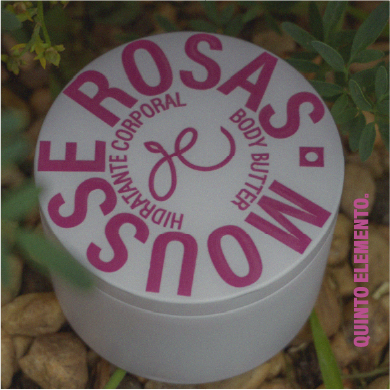 MOUSSE ROSAS
HIDRATANTE CORPORAL
BODY BUTTER
QUINTO ELEMENTO.